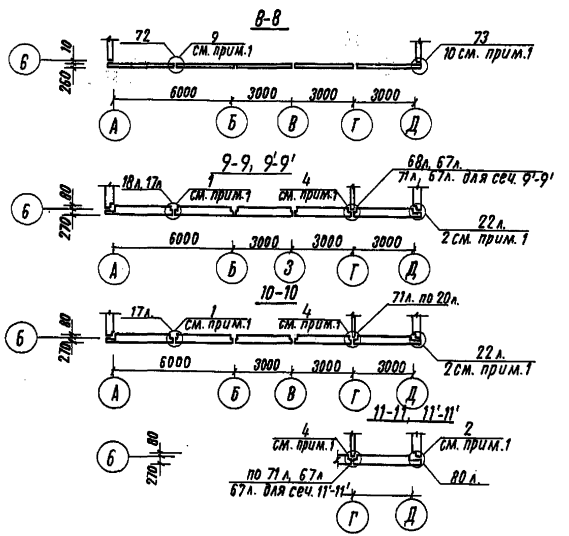 8-8
72
9
см. прим.1
73
10 см. прим.1
6
10
260
6000
3000
3000
3000
А
Б
В
Г
Д
9-9, 9'-9'
18л, 17л
1
см. прим.1
4
см. прим.1
68л, 67л.
71л, 67л. для сеч. 9'-9'
6
80
270
22л.
2 см. прим.1
6000
3000
3000
3000
А
Б
З
Г
Д
10-10
17л.
1
см. прим.1
4
см. прим.1
71л. по 20л.
6
80
270
22л.
2 см. прим.1
6000
3000
3000
3000
А
Б
В
Г
Д
11-11, 11'-11'
4
см. прим.1
2
см. прим.1
6
80
270
по 71л, 67л
67л. для сеч. 11'-11'
80л.
Г
Д